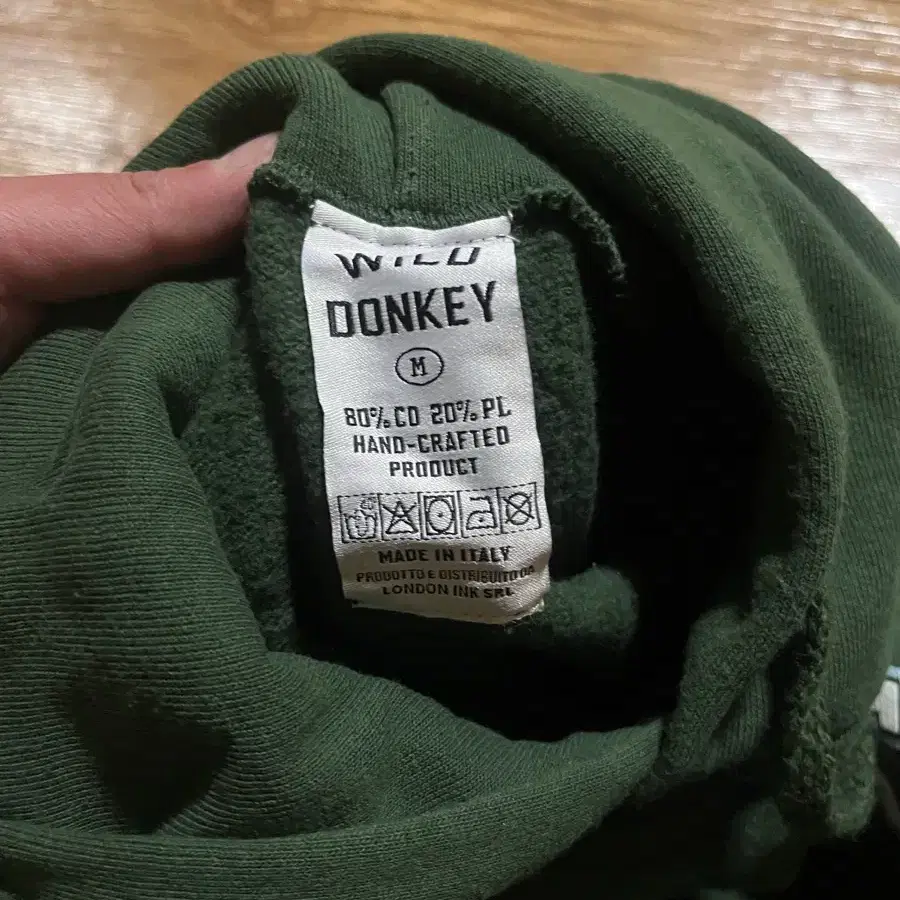 WILD
DONKEY
M
80% CO 20% PL
HAND-CRAFTED
PRODUCT
MADE IN ITALY
PRODOTTO E DISTRIBUITO DA
LONDON INK SRL